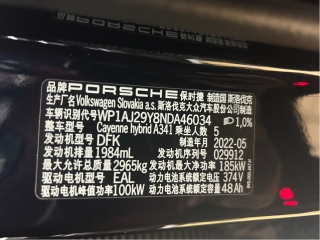 品牌 PORSCHE 保时捷 制造国 斯洛伐克
生产厂名 Volkswagen Slovakia a.s. 斯洛伐克大众汽车股份公司制造
车辆识别代号 WP1AJ29Y8NDA46034 1,0%
整车型号 Cayenne hybrid A341 乘坐人数 5
发动机型号 DFK 制造年月 2022-05
发动机排量 1984mL 发动机序列号 029912
最大允许总质量 2965kg 发动机最大净功率 185kW
驱动电机型号 EAL 动力电池系统额定电压 374V
驱动电机峰值功率 100kW 动力电池系统额定容量 48Ah